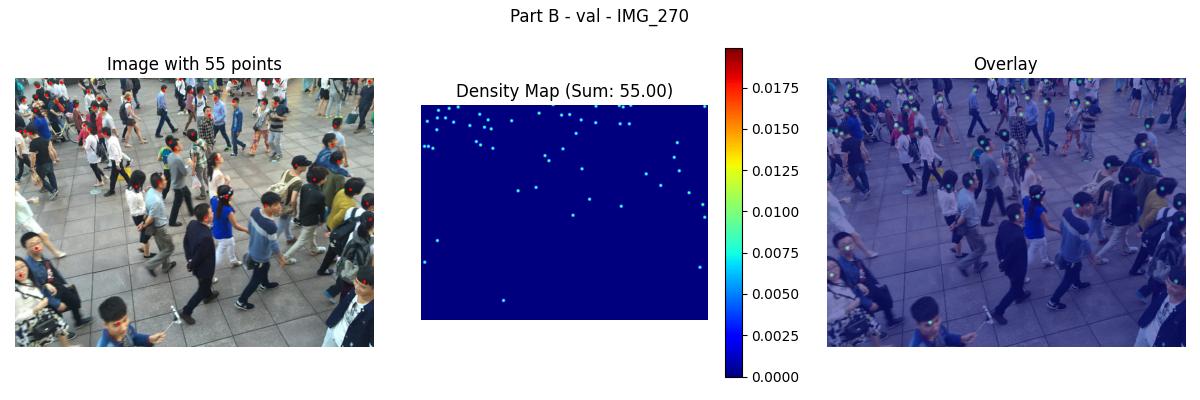 Part B - val - IMG_270
Image with 55 points
Density Map (Sum: 55.00)
Overlay
0.0175
0.0150
0.0125
0.0100
0.0075
0.0050
0.0025
0.0000